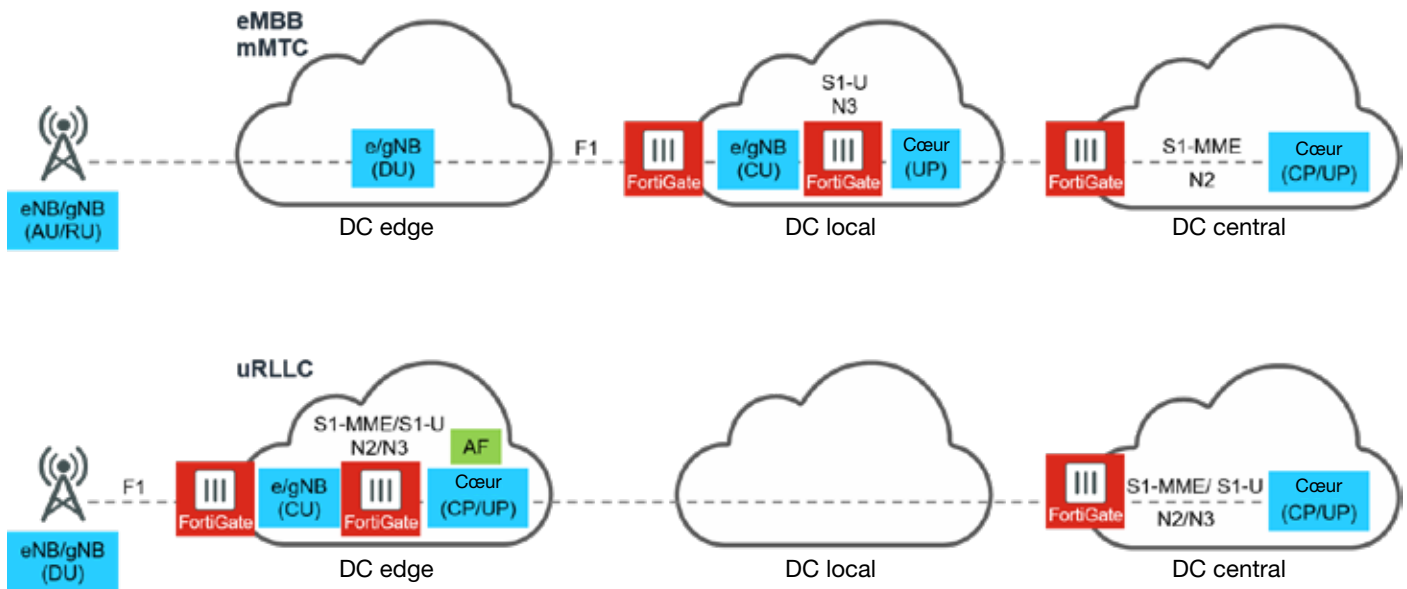 eMBB
mMTC
S1-U
N3
e/gNB
(DU)
F1
FortiGate
e/gNB
(CU)
FortiGate
Cœur
(UP)
FortiGate
S1-MME
N2
Cœur
(CP/UP)
eNB/gNB
(AU/RU)
DC edge
DC local
DC central
uRLLC
S1-MME/S1-U
N2/N3
AF
F1
FortiGate
e/gNB
(CU)
FortiGate
Cœur
(CP/UP)
FortiGate
S1-MME/ S1-U
N2/N3
Cœur
(CP/UP)
eNB/gNB
(DU)
DC edge
DC local
DC central